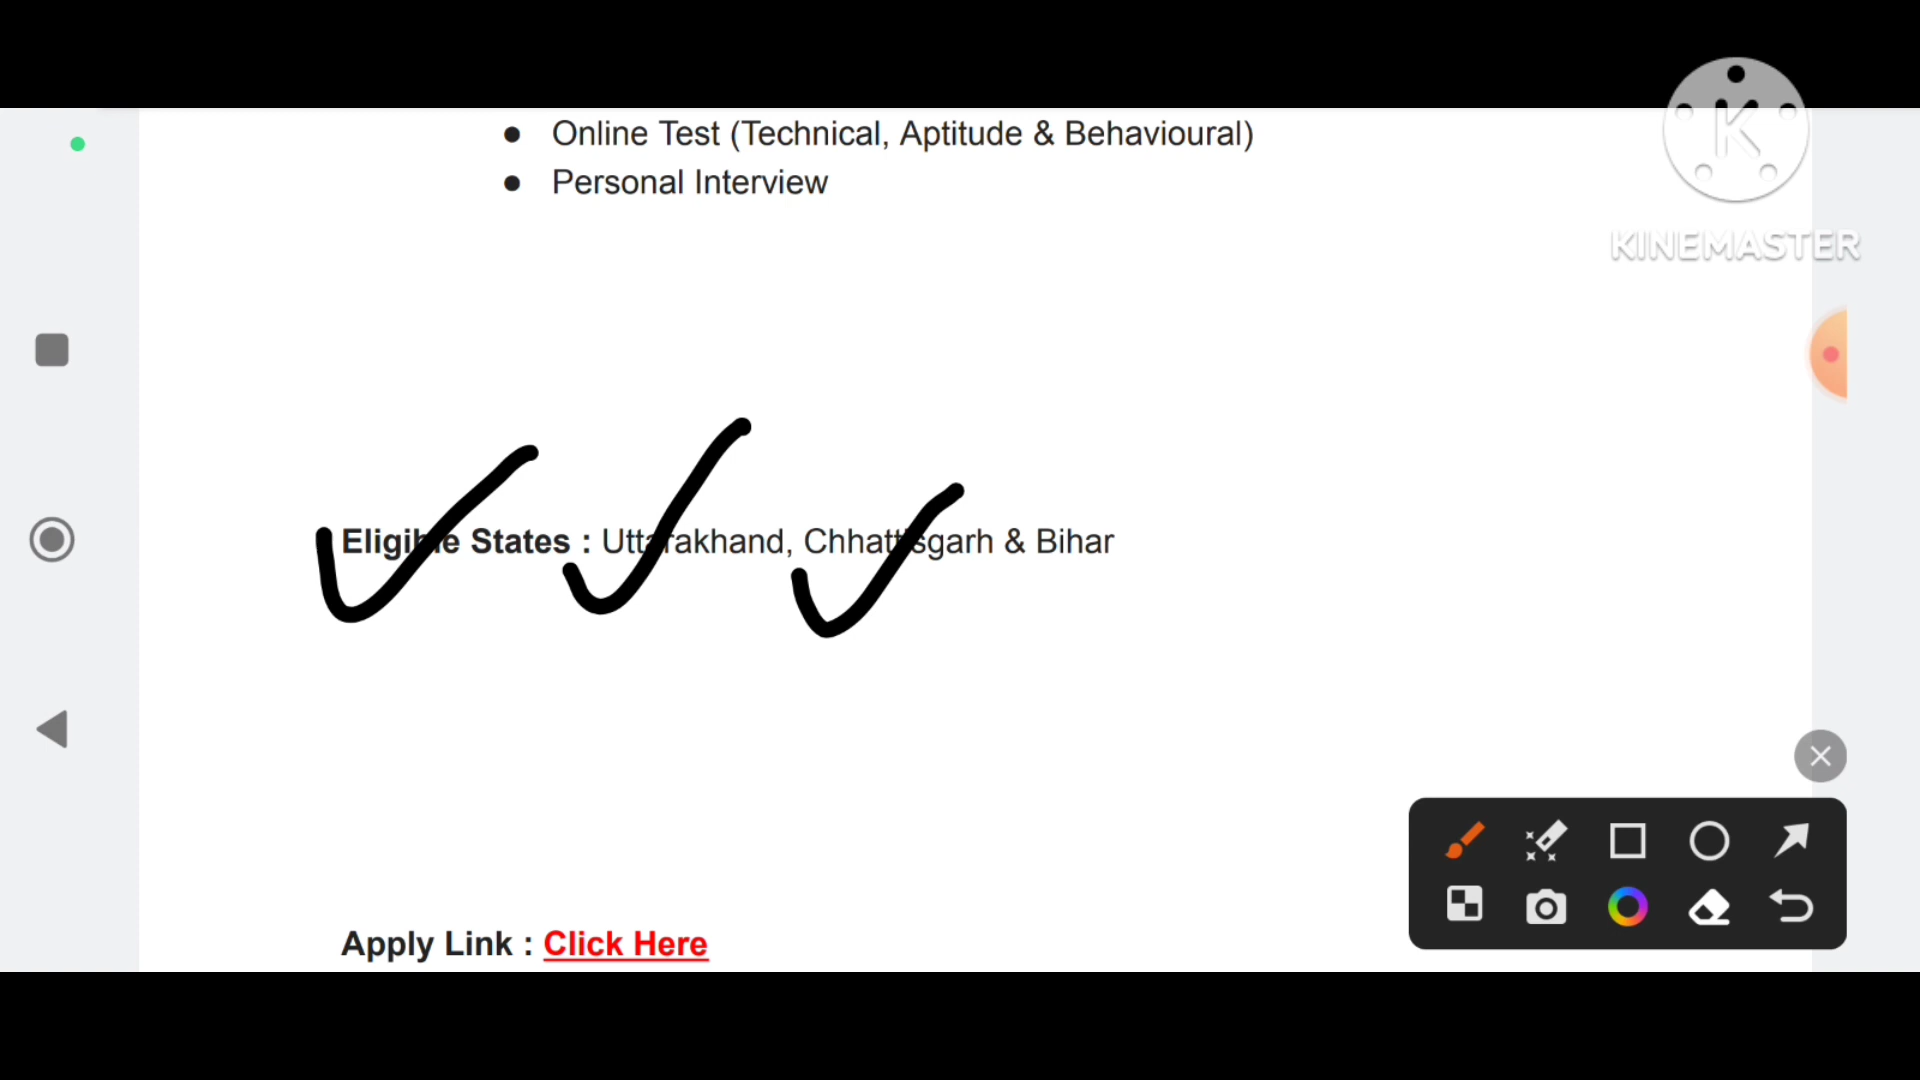 ● Online Test (Technical, Aptitude & Behavioural)
● Personal Interview
K
KINEMASTER
Eligible States : Uttarakhand, Chhattisgarh & Bihar
Apply Link : Click Here